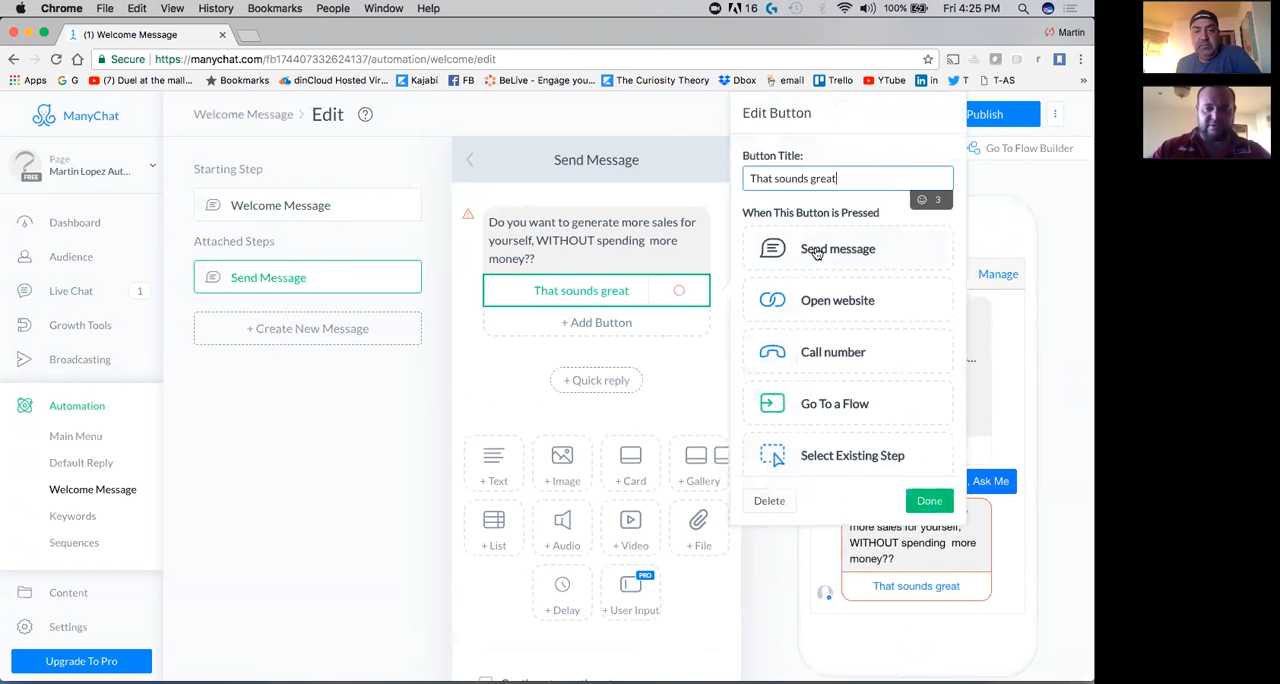 Chrome File Edit View History Bookmarks People Window Help 16 100% Fri 4:25 PM
(1) Welcome Message Martin
Secure https://manychat.com/fb174407332624137/automation/welcome/edit
Apps G (7) Duel at the mall... Bookmarks dinCloud Hosted Vir... Kajabi FB BeLive - Engage you... The Curiosity Theory Dbox email Trello YTube in T T-AS »
ManyChat
Welcome Message > Edit
Edit Button
Publish
Page
Martin Lopez Aut...
FREE
Send Message
Go To Flow Builder
Starting Step
Welcome Message
Attached Steps
Send Message
+ Create New Message
Dashboard
Audience
Live Chat 1
Growth Tools
Broadcasting
Automation
Main Menu
Default Reply
Welcome Message
Keywords
Sequences
Content
Settings
Upgrade To Pro
Do you want to generate more sales for
yourself, WITHOUT spending more
money??
That sounds great
+ Add Button
+ Quick reply
+ Text + Image + Card + Gallery
+ List + Audio + Video + File
PRO
+ Delay + User Input
Button Title:
That sounds great
3
When This Button is Pressed
Send message
Open website
Call number
Go To a Flow
Select Existing Step
Delete Done
Manage
...
, Ask Me
more sales for yourself,
WITHOUT spending more
money??
That sounds great